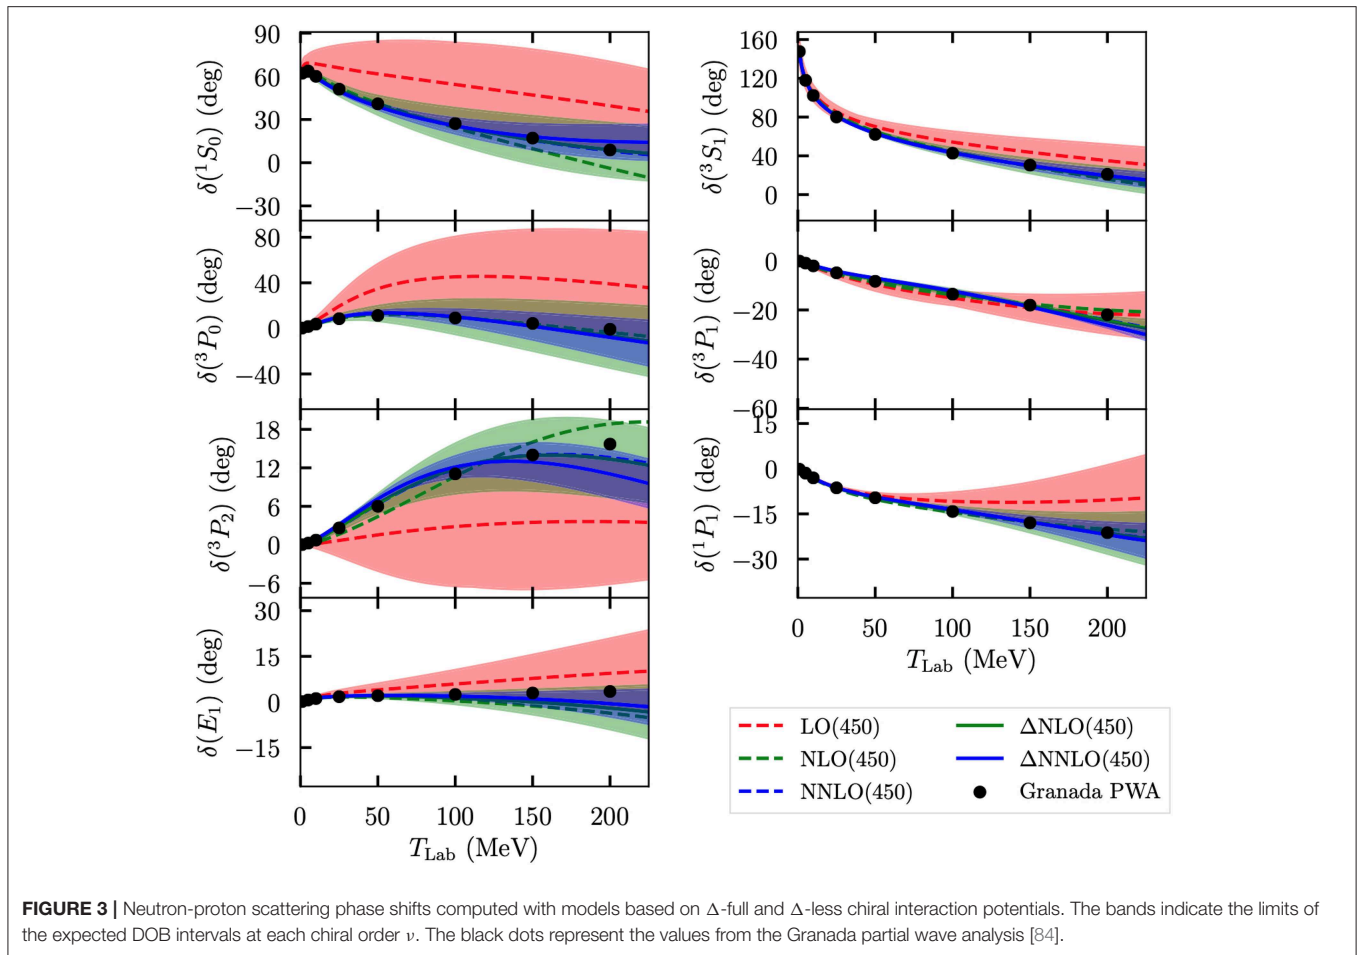 90
60
30
0
−30
δ(¹S₀) (deg)
80
40
0
−40
δ(³P₀) (deg)
18
12
6
0
−6
δ(³P₂) (deg)
30
15
0
−15
δ(E₁) (deg)
0 50 100 150 200
T_Lab (MeV)
160
120
80
40
0
δ(³S₁) (deg)
0
−20
−40
−60
δ(³P₁) (deg)
15
0
−15
−30
δ(¹P₁) (deg)
0 50 100 150 200
T_Lab (MeV)
LO(450) ΔNLO(450)
NLO(450) ΔNNLO(450)
NNLO(450) Granada PWA
FIGURE 3 | Neutron-proton scattering phase shifts computed with models based on Δ-full and Δ-less chiral interaction potentials. The bands indicate the limits of
the expected DOB intervals at each chiral order ν. The black dots represent the values from the Granada partial wave analysis [84].